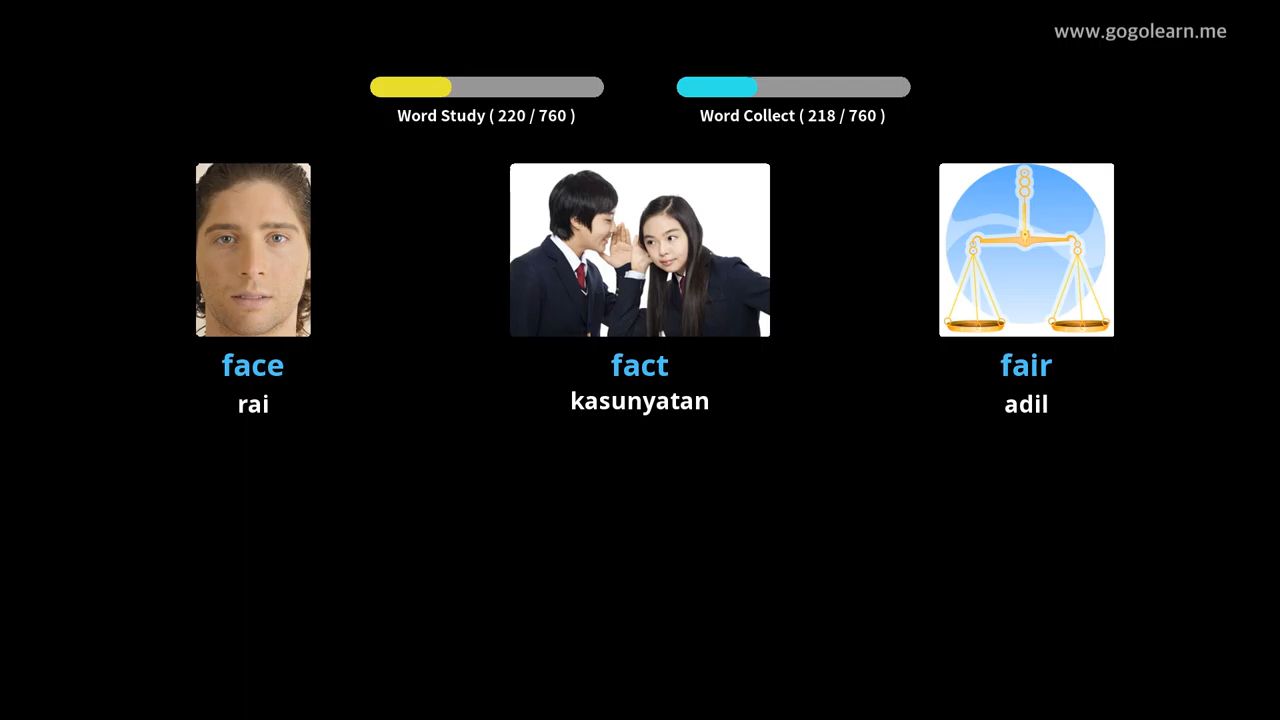 www.gogolearn.me
Word Study ( 220 / 760 )
Word Collect ( 218 / 760 )
face
rai
fact
kasunyatan
fair
adil